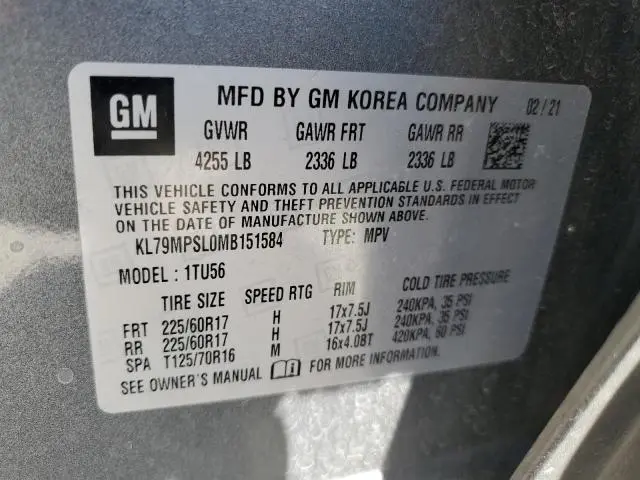 GM MFD BY GM KOREA COMPANY 02/21
GVWR GAWR FRT GAWR RR
4255 LB 2336 LB 2336 LB
THIS VEHICLE CONFORMS TO ALL APPLICABLE U.S. FEDERAL MOTOR
VEHICLE SAFETY AND THEFT PREVENTION STANDARDS IN EFFECT
ON THE DATE OF MANUFACTURE SHOWN ABOVE.
KL79MPSL0MB151584 TYPE: MPV
MODEL : 1TU56
TIRE SIZE SPEED RTG RIM COLD TIRE PRESSURE
FRT 225/60R17 H 17x7.5J 240KPA, 35 PSI
RR 225/60R17 H 17x7.5J 240KPA, 35 PSI
SPA T125/70R16 M 16x4.0BT 420KPA, 60 PSI
SEE OWNER'S MANUAL FOR MORE INFORMATION.